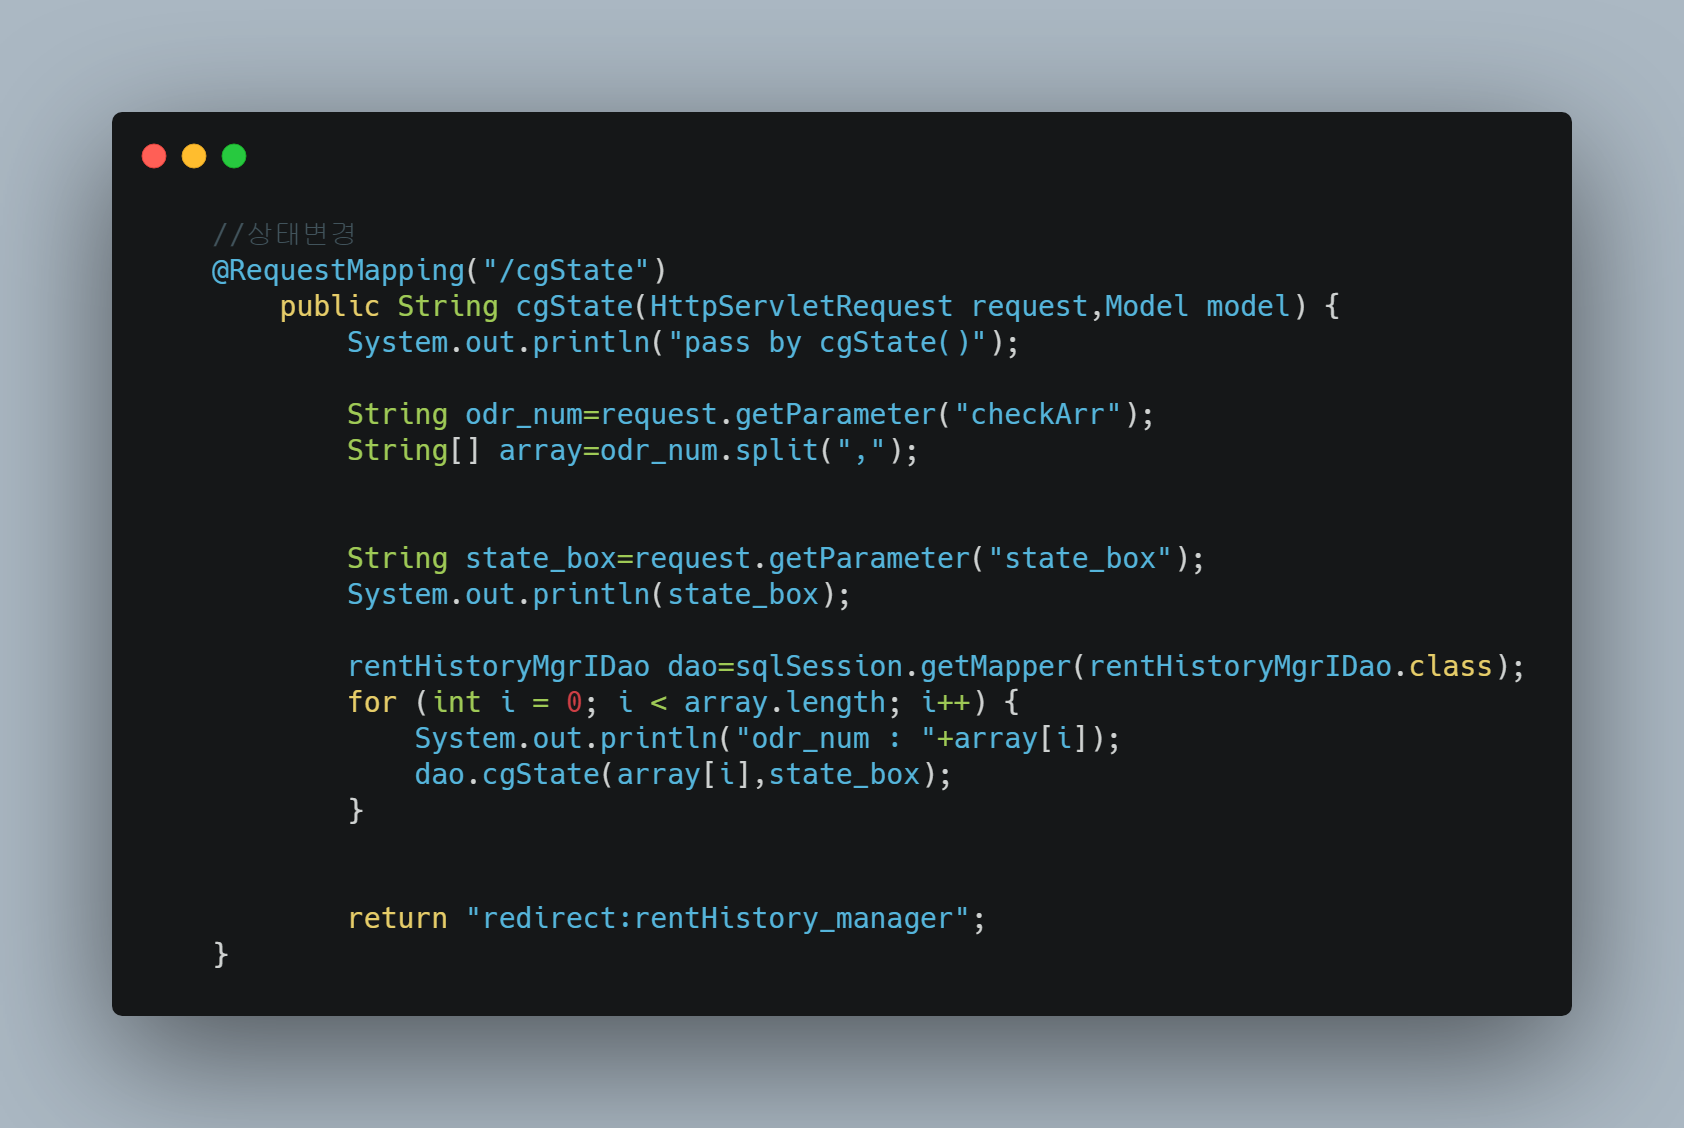 //상태변경
@RequestMapping("/cgState")
public String cgState(HttpServletRequest request,Model model) {
System.out.println("pass by cgState()");
String odr_num=request.getParameter("checkArr");
String[] array=odr_num.split(",");
String state_box=request.getParameter("state_box");
System.out.println(state_box);
rentHistoryMgrIDao dao=sqlSession.getMapper(rentHistoryMgrIDao.class);
for (int i = 0; i < array.length; i++) {
System.out.println("odr_num : "+array[i]);
dao.cgState(array[i],state_box);
}
return "redirect:rentHistory_manager";
}